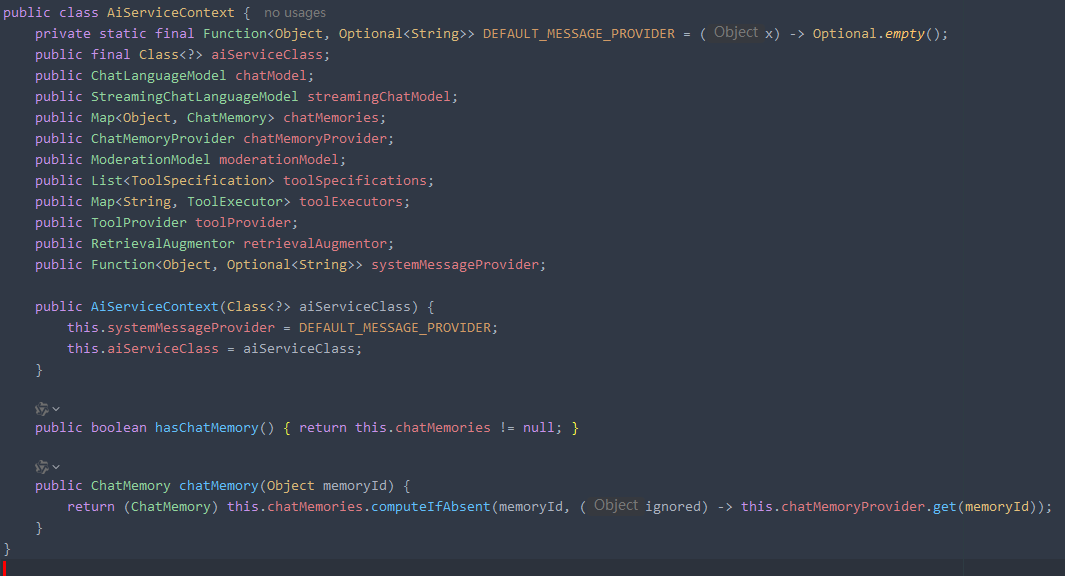 public class AiServiceContext {   no usages
    private static final Function<Object, Optional<String>> DEFAULT_MESSAGE_PROVIDER = ( Object x) -> Optional.empty();
    public final Class<?> aiServiceClass;
    public ChatLanguageModel chatModel;
    public StreamingChatLanguageModel streamingChatModel;
    public Map<Object, ChatMemory> chatMemories;
    public ChatMemoryProvider chatMemoryProvider;
    public ModerationModel moderationModel;
    public List<ToolSpecification> toolSpecifications;
    public Map<String, ToolExecutor> toolExecutors;
    public ToolProvider toolProvider;
    public RetrievalAugmentor retrievalAugmentor;
    public Function<Object, Optional<String>> systemMessageProvider;

    public AiServiceContext(Class<?> aiServiceClass) {
        this.systemMessageProvider = DEFAULT_MESSAGE_PROVIDER;
        this.aiServiceClass = aiServiceClass;
    }

    public boolean hasChatMemory() { return this.chatMemories != null; }

    public ChatMemory chatMemory(Object memoryId) {
        return (ChatMemory) this.chatMemories.computeIfAbsent(memoryId, ( Object ignored) -> this.chatMemoryProvider.get(memoryId));
    }
}